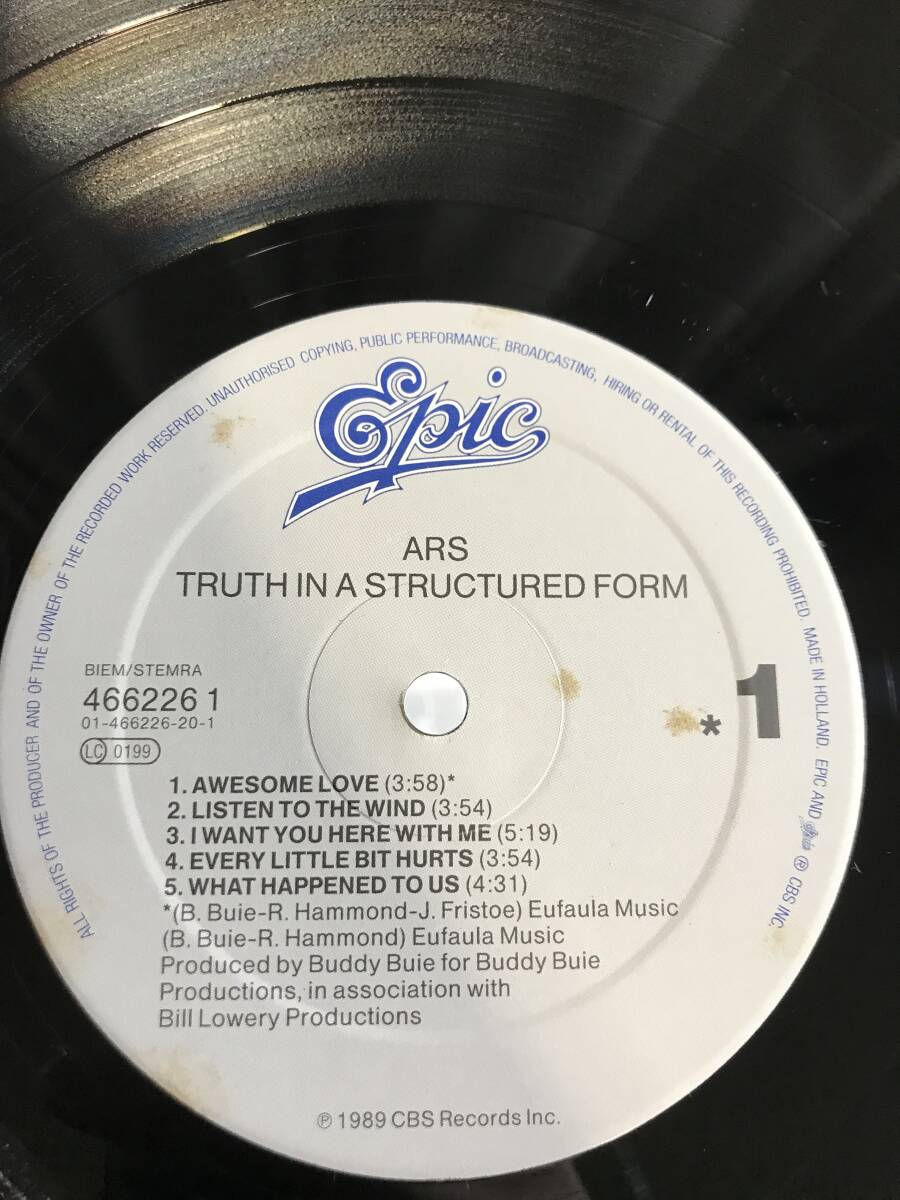 ALL RIGHTS OF THE PRODUCER AND OF THE OWNER OF THE RECORDED WORK RESERVED. UNAUTHORISED COPYING, PUBLIC PERFORMANCE, BROADCASTING, HIRING OR RENTAL OF THIS RECORDING PROHIBITED. MADE IN HOLLAND. EPIC AND Epic ℗ CBS INC.
Epic
ARS
TRUTH IN A STRUCTURED FORM
BIEM/STEMRA
466226 1
01-466226-20-1
LC 0199
*1
1. AWESOME LOVE (3:58)*
2. LISTEN TO THE WIND (3:54)
3. I WANT YOU HERE WITH ME (5:19)
4. EVERY LITTLE BIT HURTS (3:54)
5. WHAT HAPPENED TO US (4:31)
*(B. Buie-R. Hammond-J. Fristoe) Eufaula Music
(B. Buie-R. Hammond) Eufaula Music
Produced by Buddy Buie for Buddy Buie
Productions, in association with
Bill Lowery Productions
℗ 1989 CBS Records Inc.